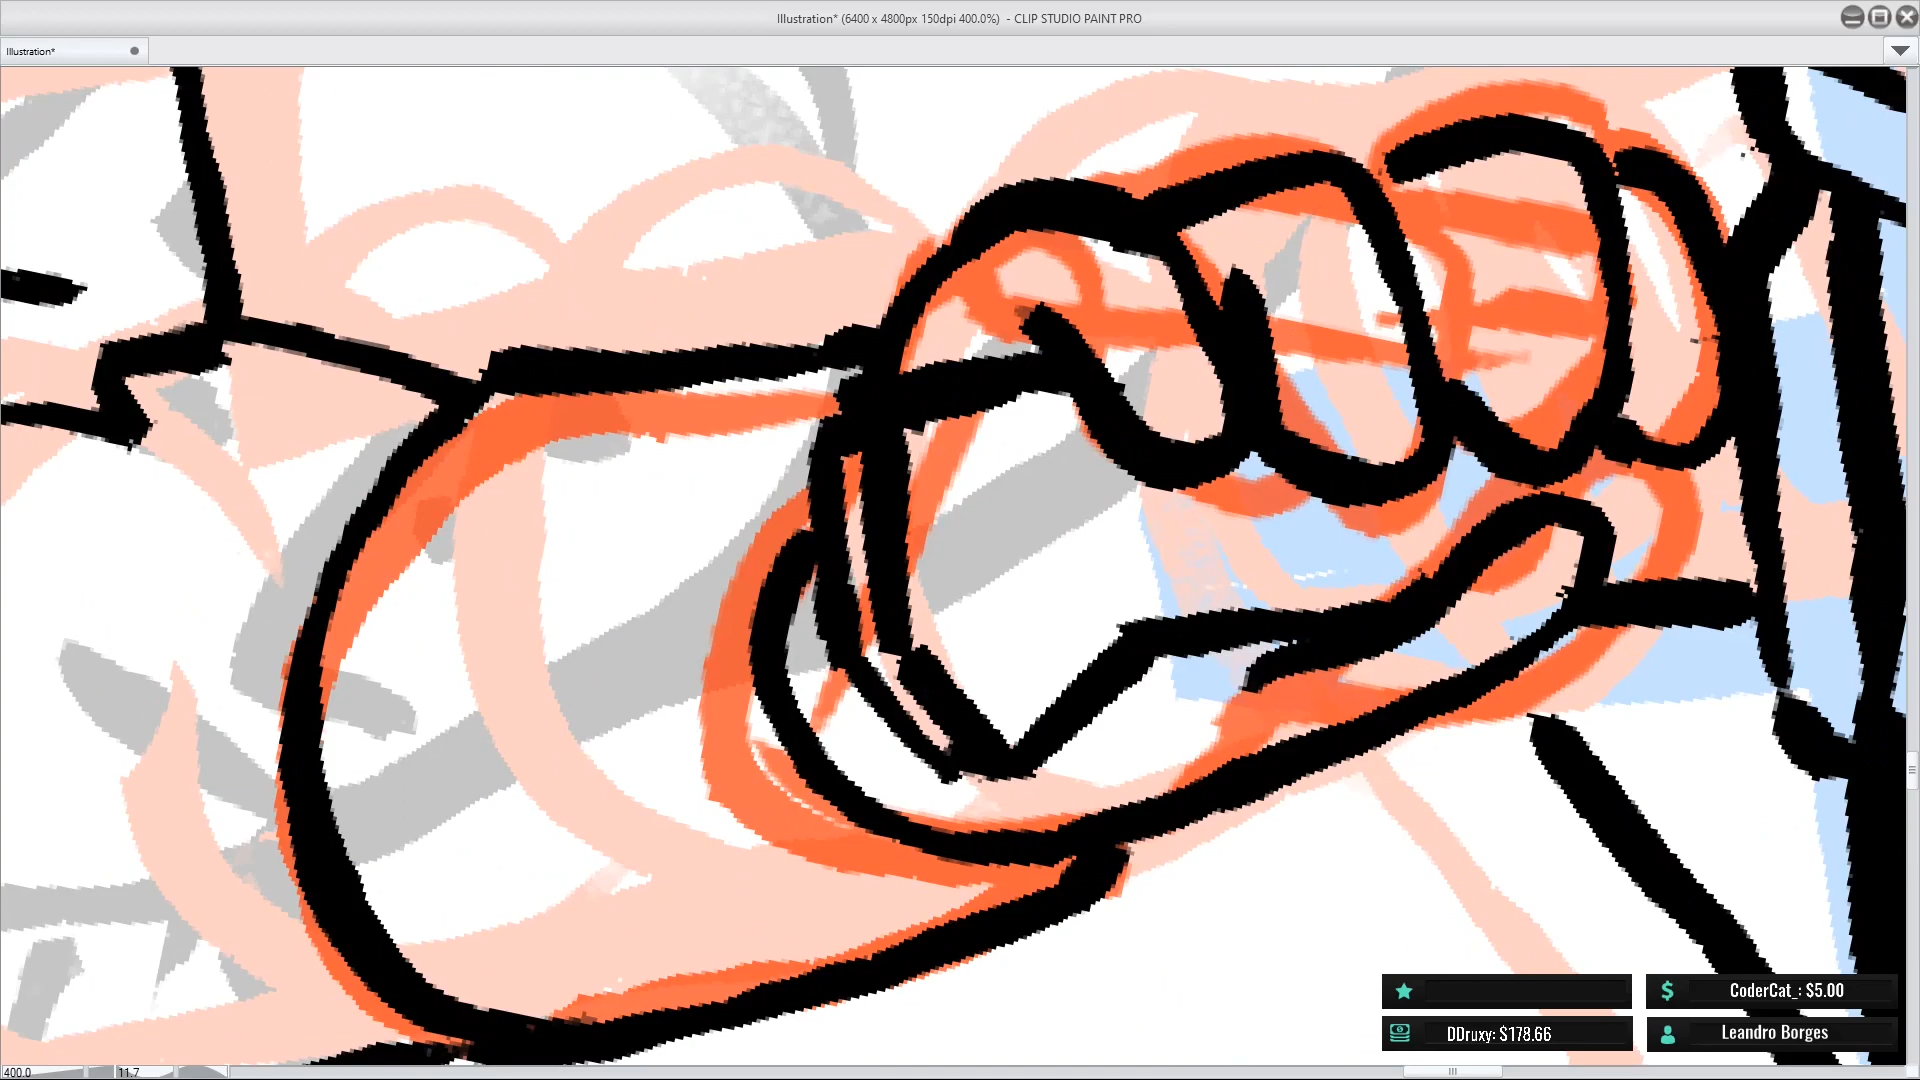 Illustration* (6400 x 4800px 150dpi 400.0%) - CLIP STUDIO PAINT PRO
Illustration*
CoderCat_: $5.00
DDruxy: $178.66
Leandro Borges
400.0
11.7